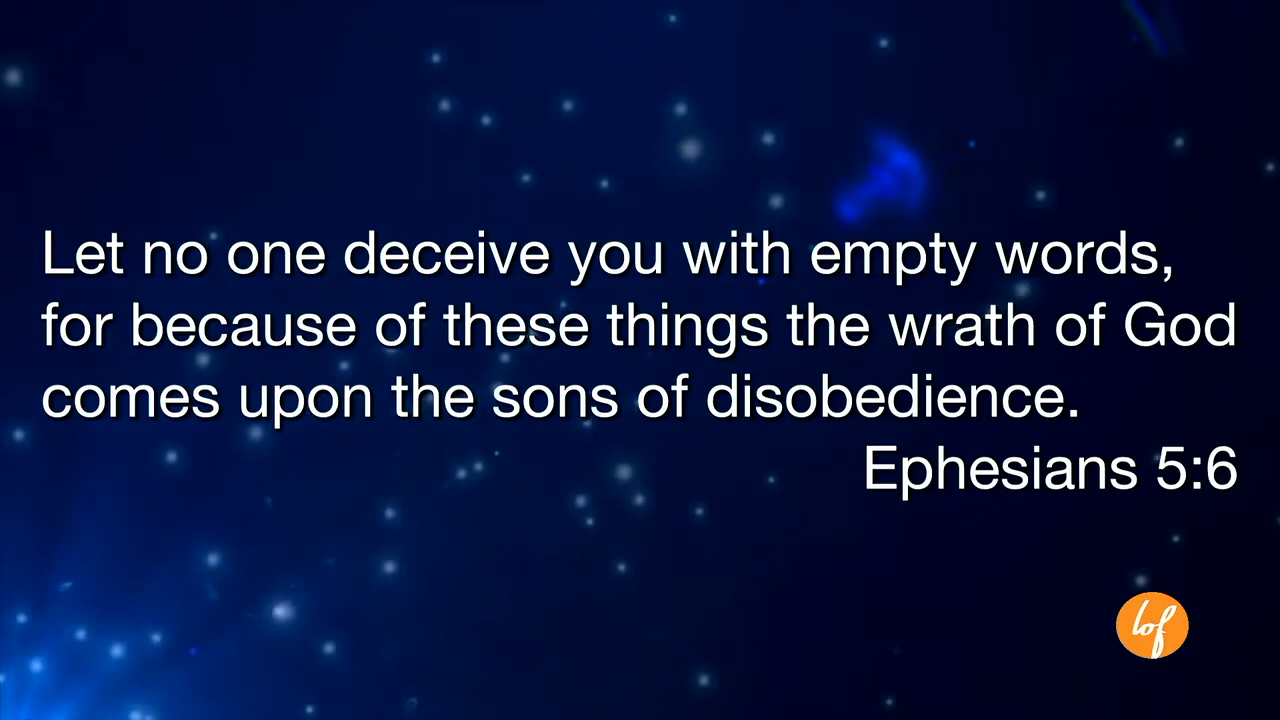 Let no one deceive you with empty words,
for because of these things the wrath of God
comes upon the sons of disobedience.
Ephesians 5:6
lof